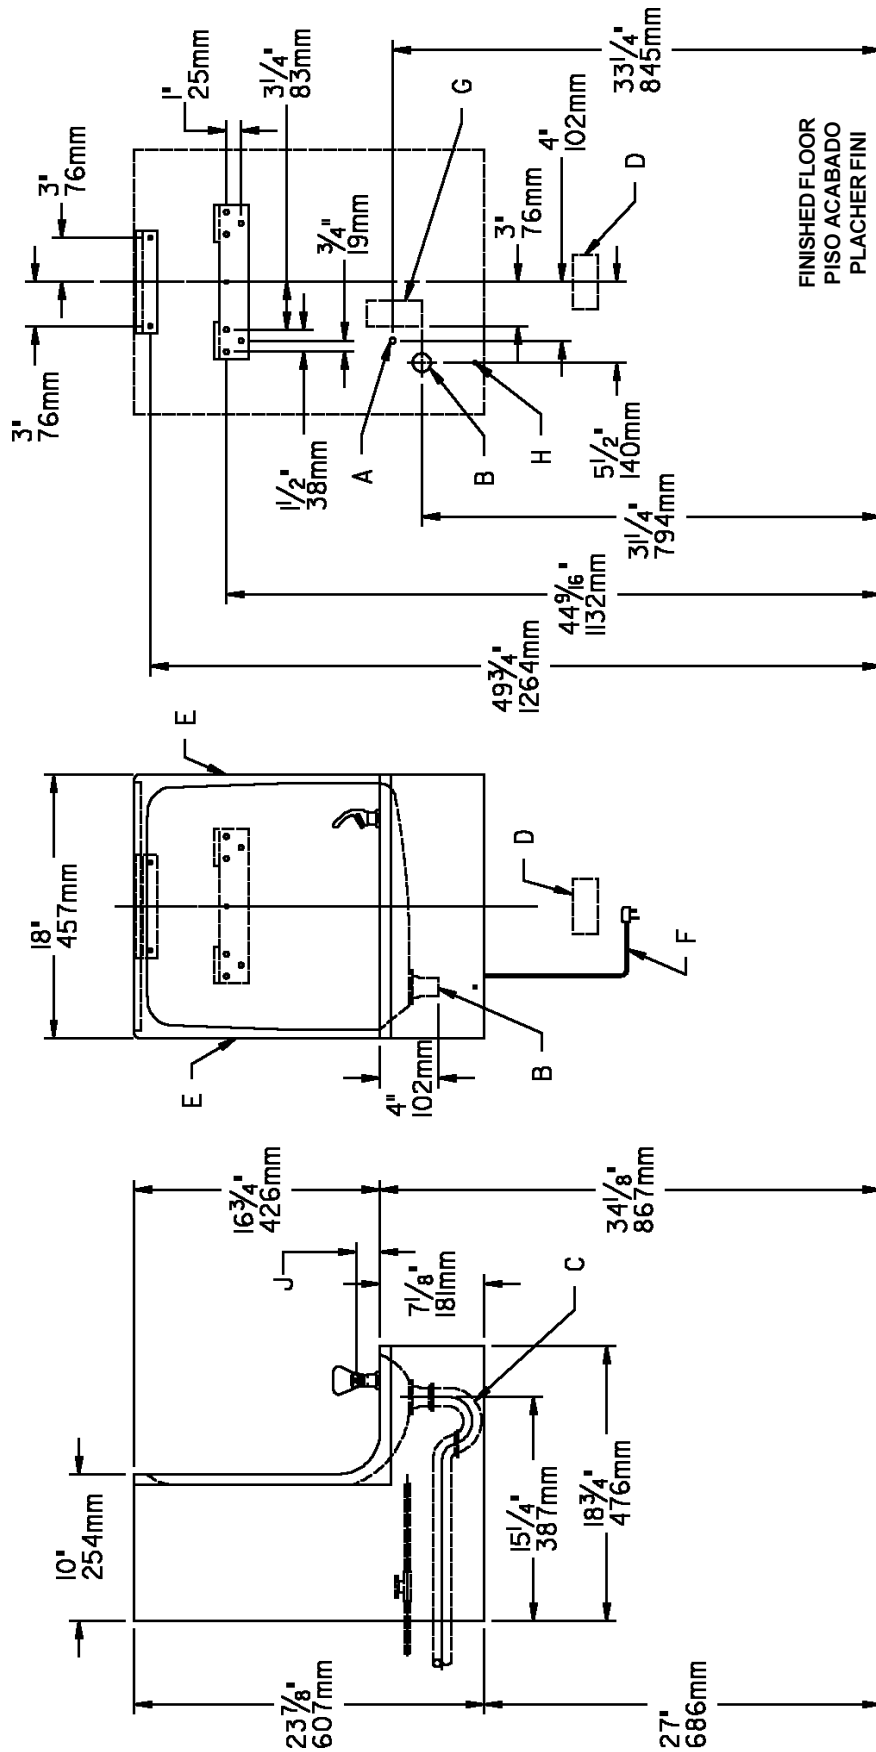 10"
254mm
23⅞"
607mm
27"
686mm
15¼"
387mm
18¾"
476mm
C
7⅛"
181mm
J
16¾"
426mm
34⅛"
867mm
18"
457mm
E
E
4"
102mm
B
D
F
3"
76mm
3"
76mm
1"
25mm
3¼"
83mm
¾"
19mm
1½"
38mm
A
G
B
H
3"
76mm
4"
102mm
5½"
140mm
D
49¾"
1264mm
44 9/16"
1132mm
31¼"
794mm
33¼"
845mm
FINISHED FLOOR
PISO ACABADO
PLACHER FINI